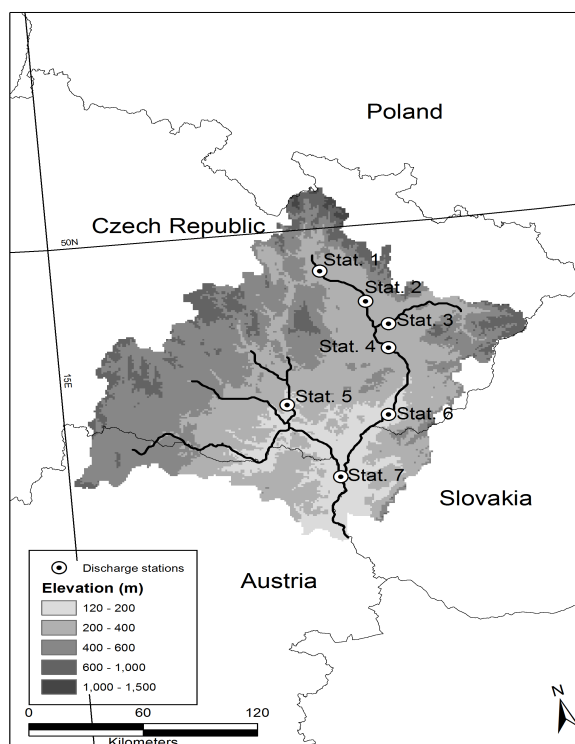 Poland
Czech Republic
50N
Stat. 1
Stat. 2
Stat. 3
Stat. 4
15E
Stat. 5
Stat. 6
Stat. 7
Slovakia
Austria
Discharge stations
Elevation (m)
120 - 200
200 - 400
400 - 600
600 - 1,000
1,000 - 1,500
0 60 120
Kilometers
N